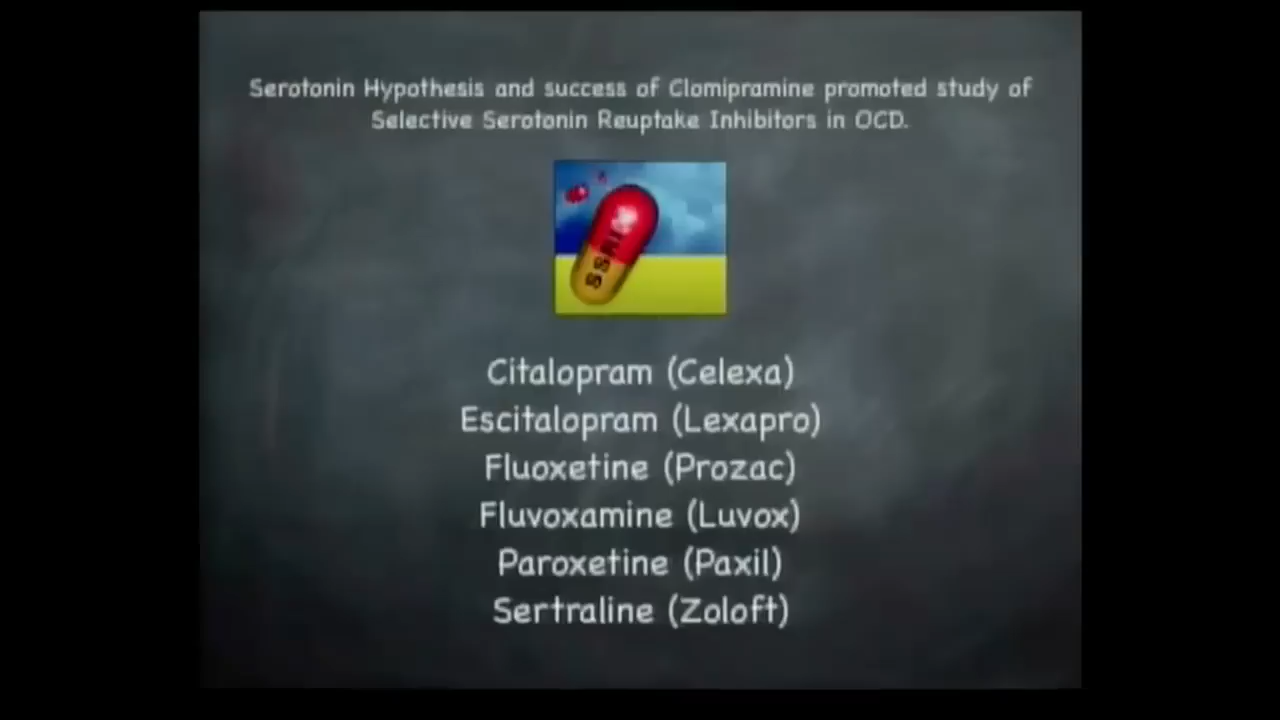 Serotonin Hypothesis and success of Clomipramine promoted study of
Selective Serotonin Reuptake Inhibitors in OCD.
SSRI
Citalopram (Celexa)
Escitalopram (Lexapro)
Fluoxetine (Prozac)
Fluvoxamine (Luvox)
Paroxetine (Paxil)
Sertraline (Zoloft)